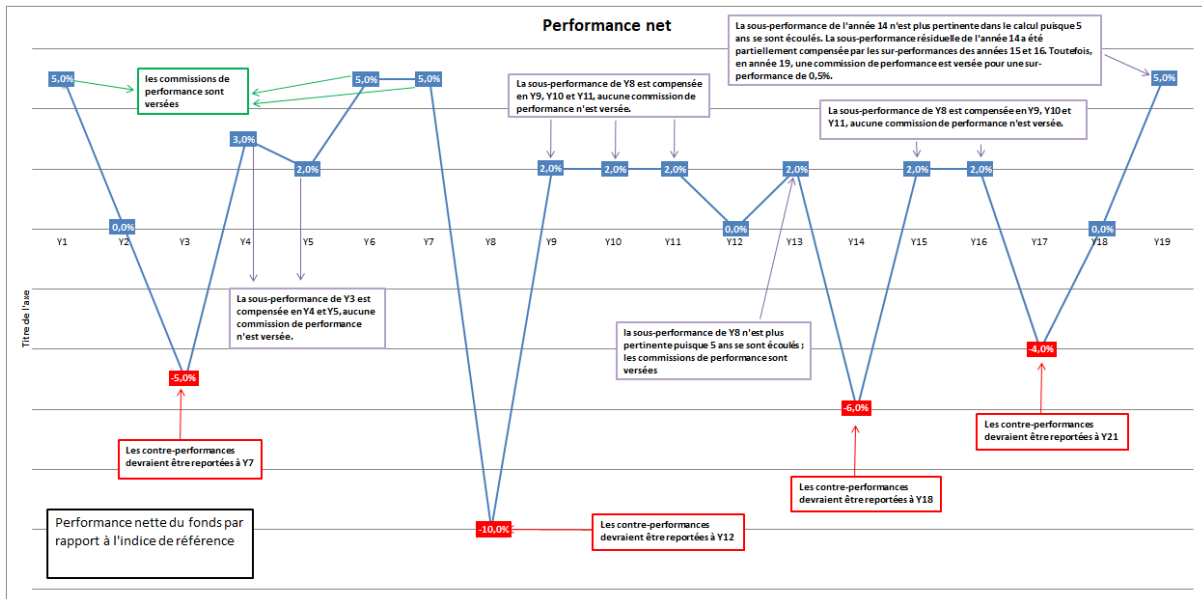 Performance net
La sous-performance de l'année 14 n'est plus pertinente dans le calcul puisque 5
ans se sont écoulés. La sous-performance résiduelle de l'année 14 a été
partiellement compensée par les sur-performances des années 15 et 16. Toutefois,
en année 19, une commission de performance est versée pour une sur-
performance de 0,5%.
les commissions de
performance sont
versées
La sous-performance de Y8 est compensée
en Y9, Y10 et Y11, aucune commission de
performance n'est versée.
La sous-performance de Y8 est compensée en Y9, Y10 et
Y11, aucune commission de performance n'est versée.
5,0%
0,0%
-5,0%
3,0%
2,0%
5,0%
5,0%
-10,0%
2,0%
2,0%
2,0%
0,0%
2,0%
-6,0%
2,0%
2,0%
-4,0%
0,0%
5,0%
Y1 Y2 Y3 Y4 Y5 Y6 Y7 Y8 Y9 Y10 Y11 Y12 Y13 Y14 Y15 Y16 Y17 Y18 Y19
Titre de l'axe
La sous-performance de Y3 est
compensée en Y4 et Y5, aucune
commission de performance
n'est versée.
la sous-performance de Y8 n'est plus
pertinente puisque 5 ans se sont écoulés ;
les commissions de performance sont
versées
Les contre-performances
devraient être reportées à Y7
Les contre-performances
devraient être reportées à Y21
Les contre-performances
devraient être reportées à Y18
Les contre-performances
devraient être reportées à Y12
Performance nette du fonds par
rapport à l'indice de référence